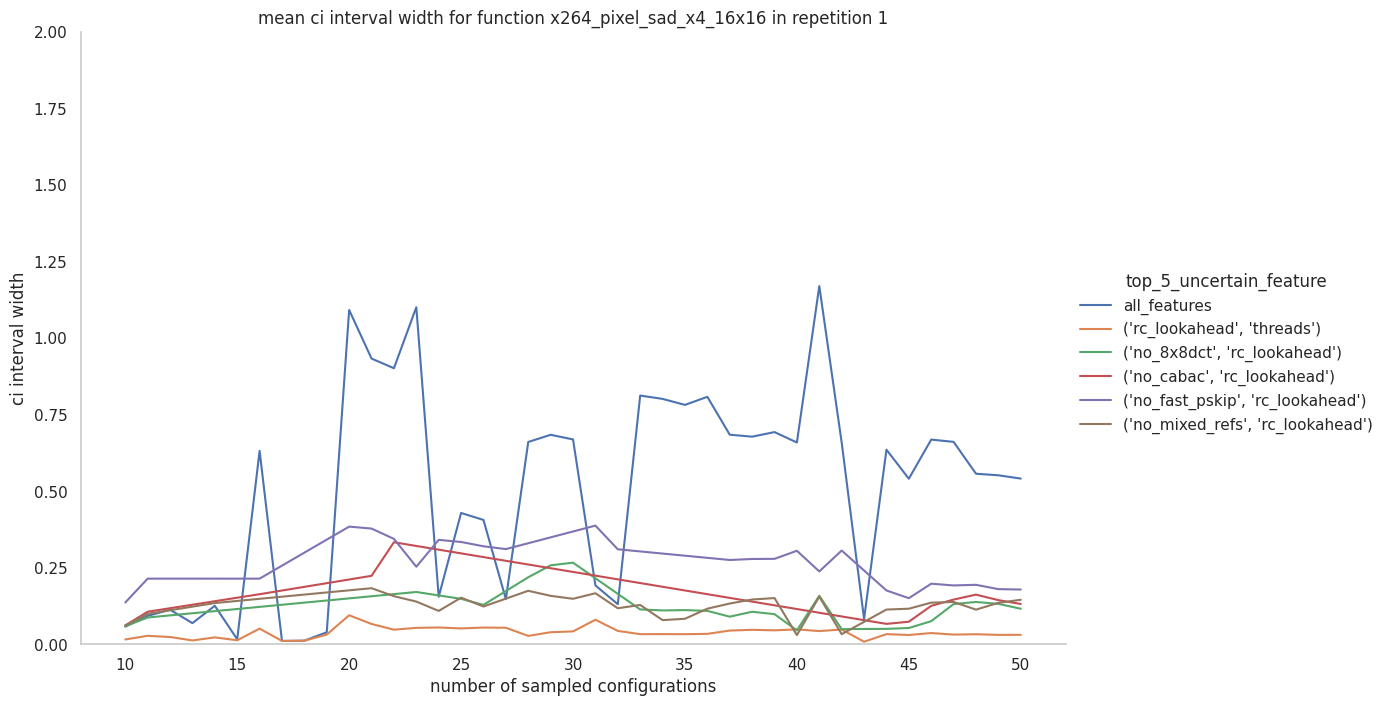 mean ci interval width for function x264_pixel_sad_x4_16x16 in repetition 1
2.00
1.75
1.50
1.25
1.00
0.75
0.50
0.25
0.00
ci interval width
10 15 20 25 30 35 40 45 50
number of sampled configurations
top_5_uncertain_feature
all_features
('rc_lookahead', 'threads')
('no_8x8dct', 'rc_lookahead')
('no_cabac', 'rc_lookahead')
('no_fast_pskip', 'rc_lookahead')
('no_mixed_refs', 'rc_lookahead')